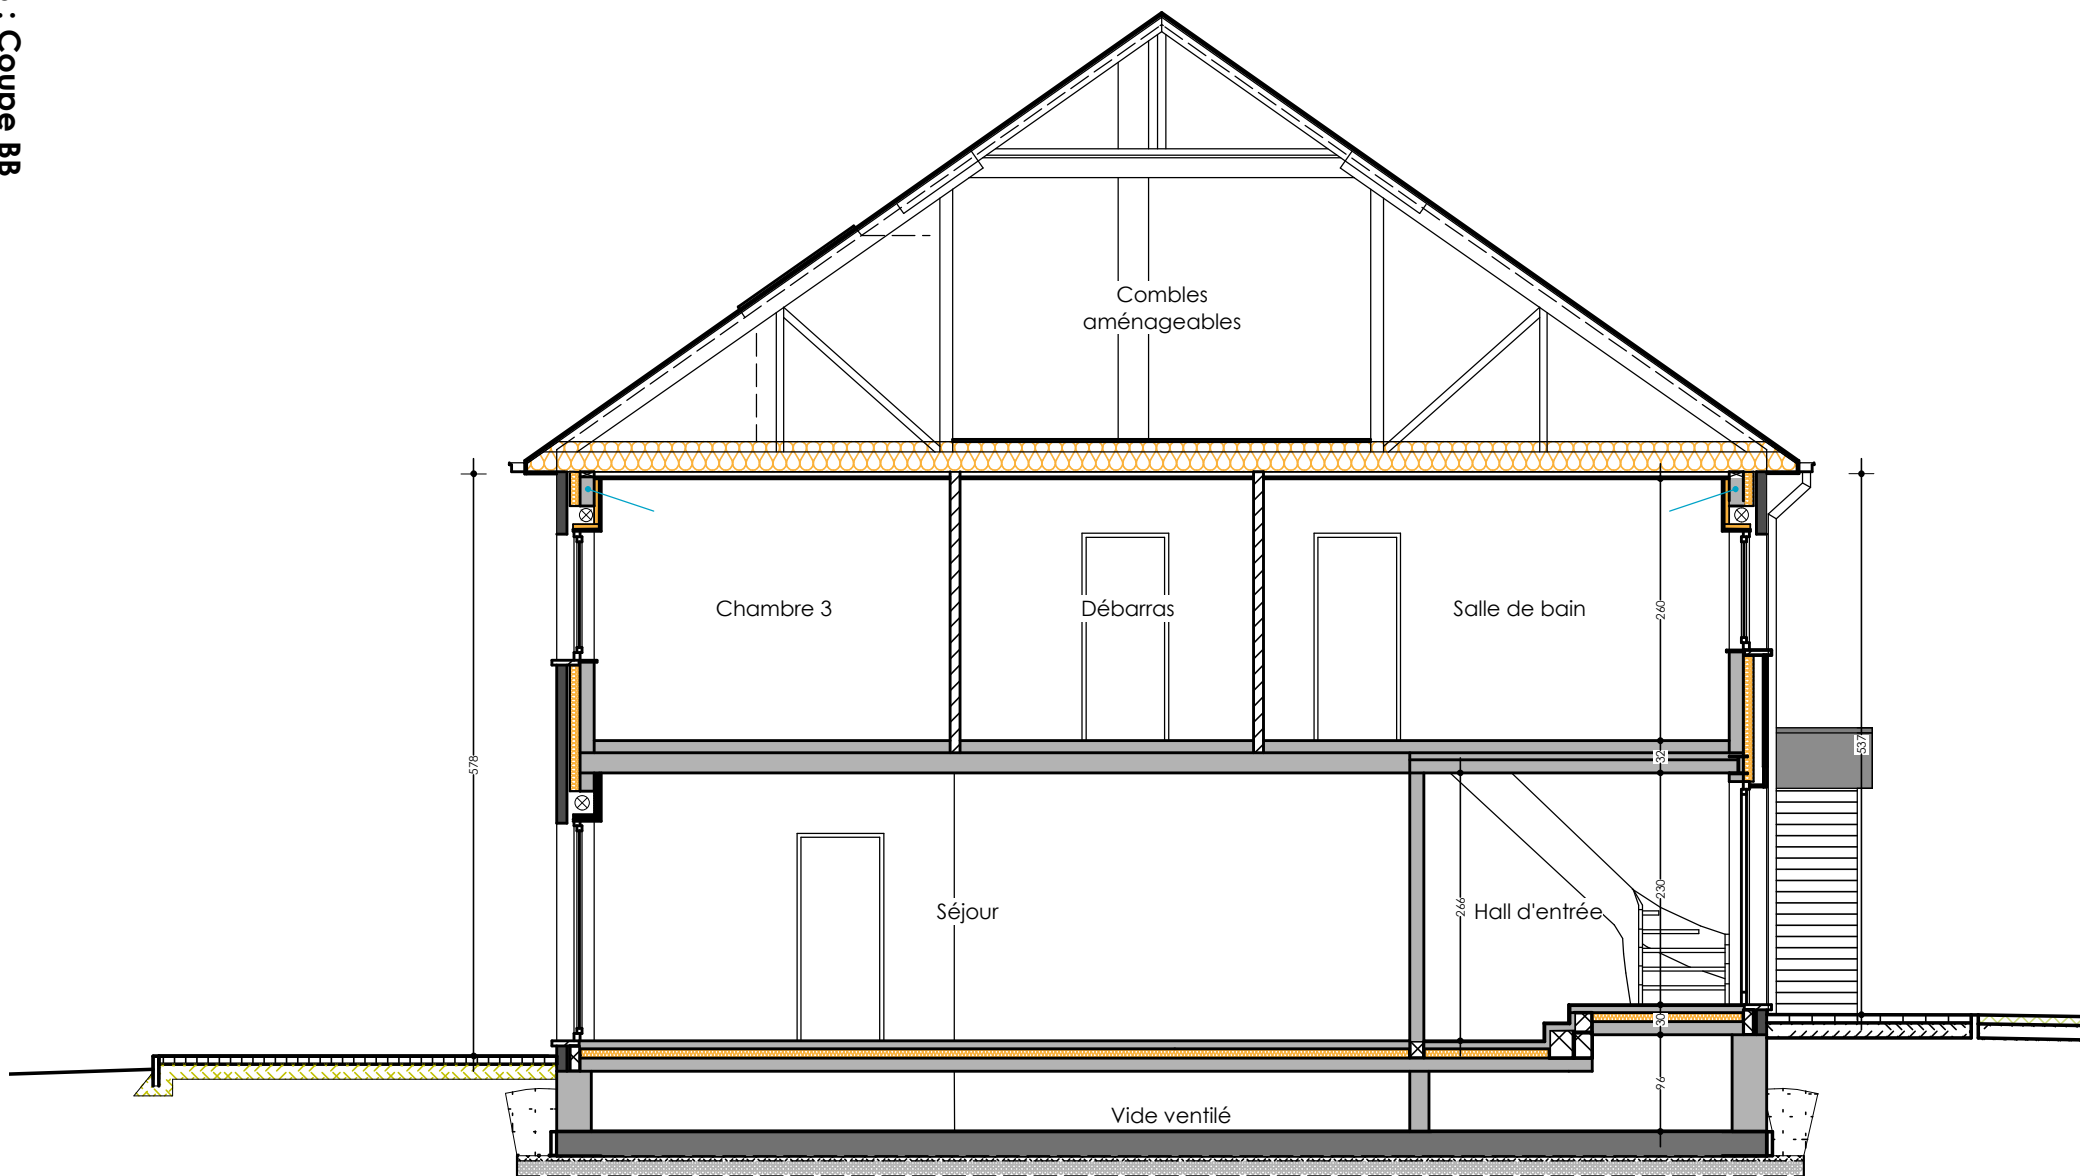 : Coupe BB
Combles
aménageables
Chambre 3
Débarras
Salle de bain
260
578
537
32
Séjour
266
Hall d'entrée
230
30
96
Vide ventilé